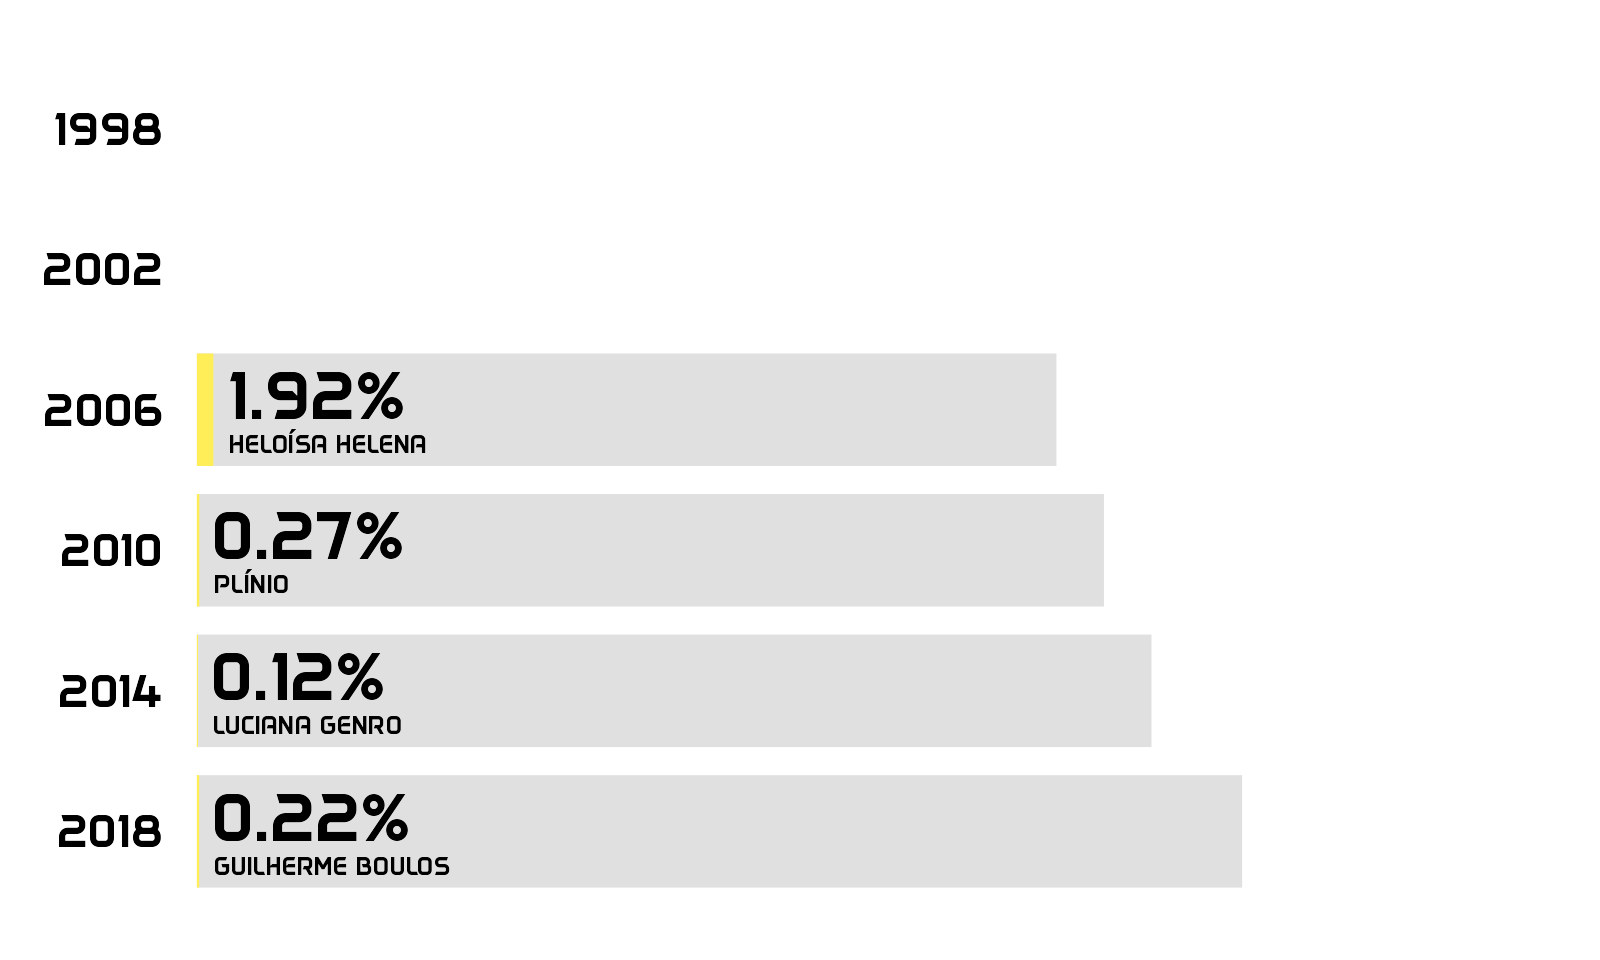 1998
2002
2006
1.92%
HELOÍSA HELENA
2010
0.27%
PLÍNIO
2014
0.12%
LUCIANA GENRO
2018
0.22%
GUILHERME BOULOS